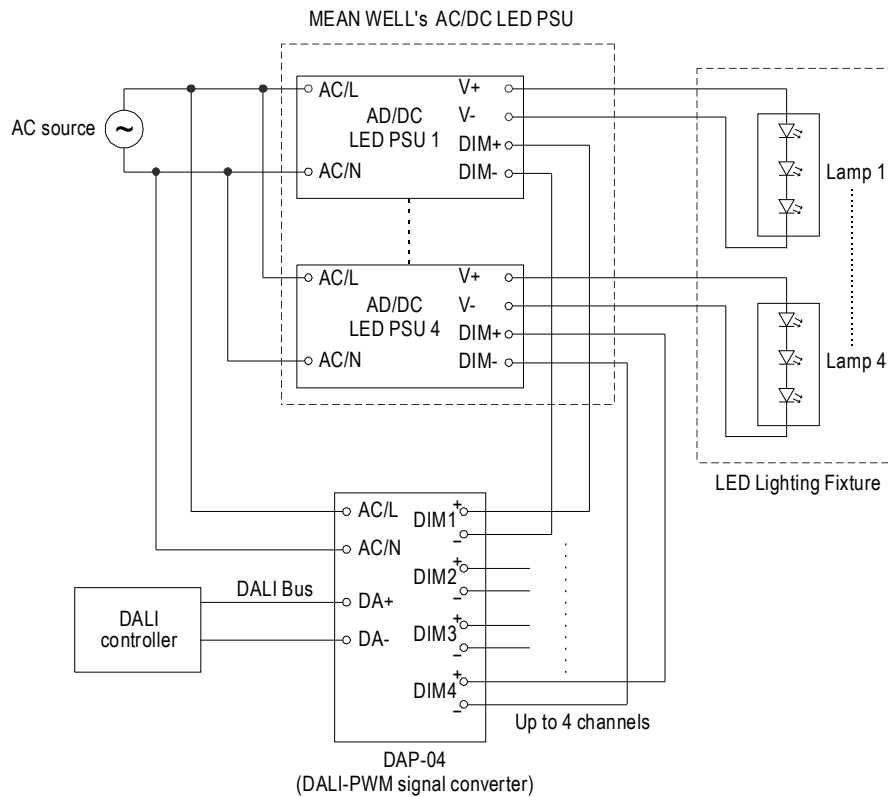 MEAN WELL's AC/DC LED PSU
AC source
~
AC/L
AC/N
AD/DC
LED PSU 1
V+
V-
DIM+
DIM-
Lamp 1
AC/L
AC/N
AD/DC
LED PSU 4
V+
V-
DIM+
DIM-
Lamp 4
LED Lighting Fixture
AC/L
AC/N
DA+
DA-
DIM1
+
–
DIM2
+
–
DIM3
+
–
DIM4
+
–
DALI Bus
DALI
controller
Up to 4 channels
DAP-04
(DALI-PWM signal converter)